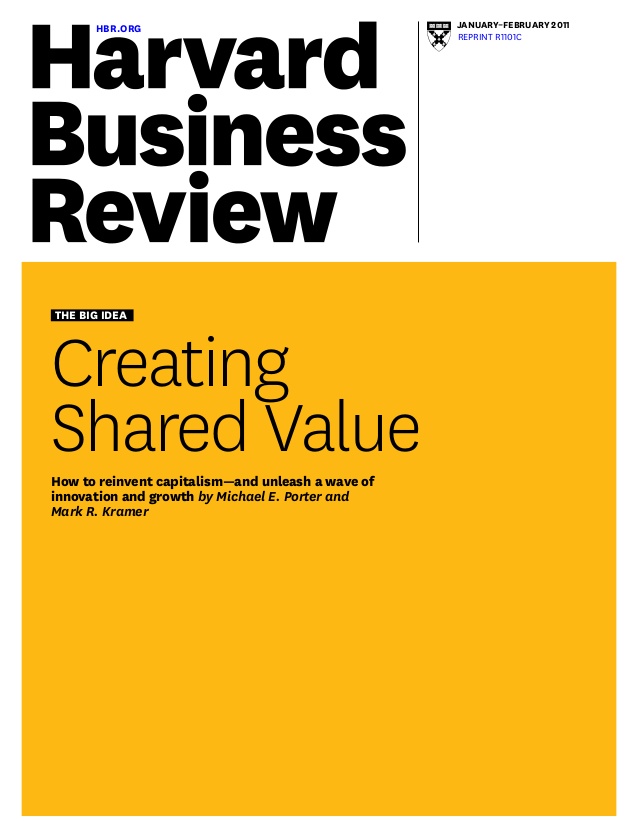 HBR.ORG
Harvard
Business
Review
JANUARY–FEBRUARY 2011
REPRINT R1101C
THE BIG IDEA
Creating
Shared Value
How to reinvent capitalism—and unleash a wave of
innovation and growth by Michael E. Porter and
Mark R. Kramer